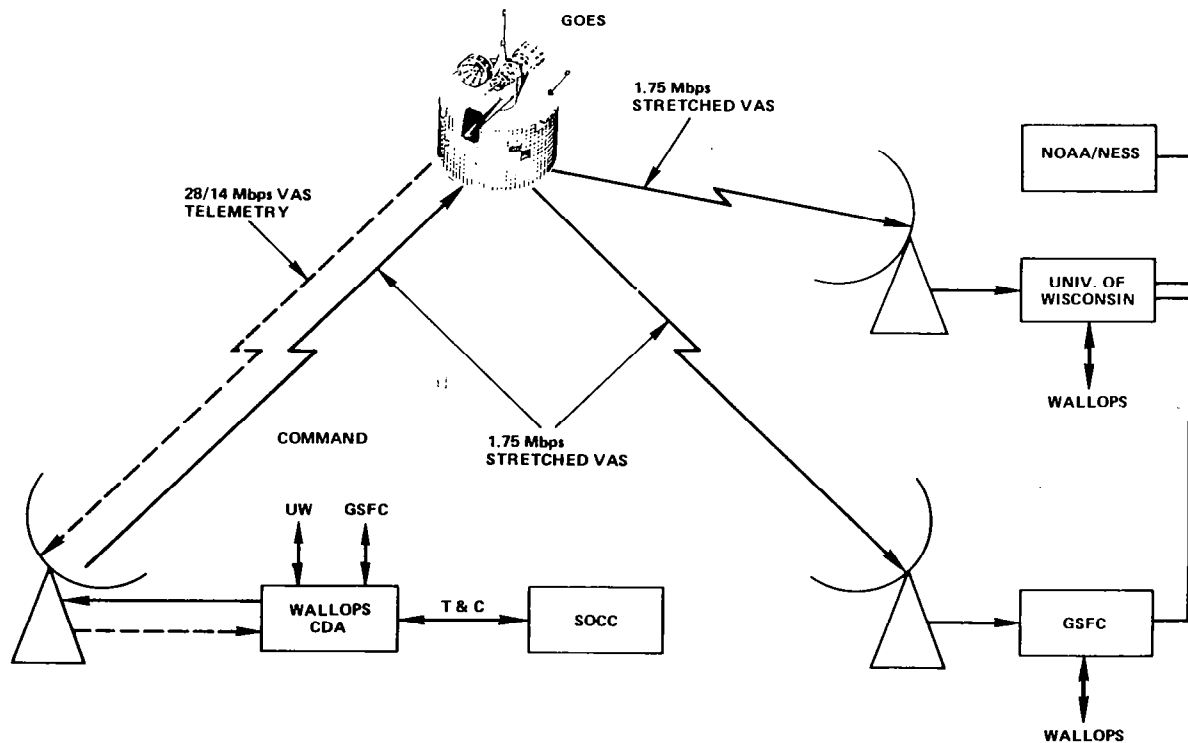 GOES
1.75 Mbps
STRETCHED VAS
NOAA/NESS
28/14 Mbps VAS
TELEMETRY
UNIV. OF
WISCONSIN
WALLOPS
COMMAND
1.75 Mbps
STRETCHED VAS
UW
GSFC
WALLOPS
CDA
T & C
SOCC
GSFC
WALLOPS